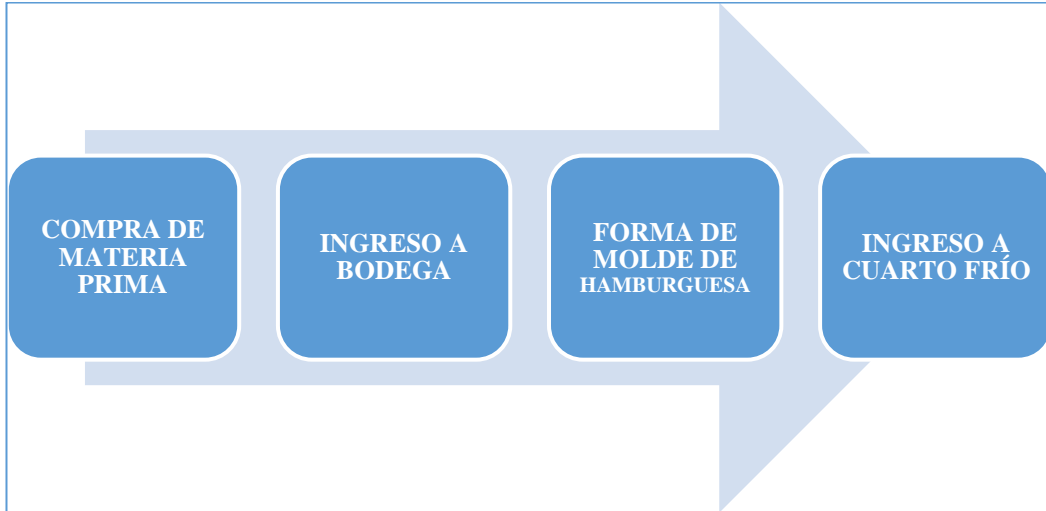 COMPRA DE
MATERIA
PRIMA
INGRESO A
BODEGA
FORMA DE
MOLDE DE
HAMBURGUESA
INGRESO A
CUARTO FRÍO